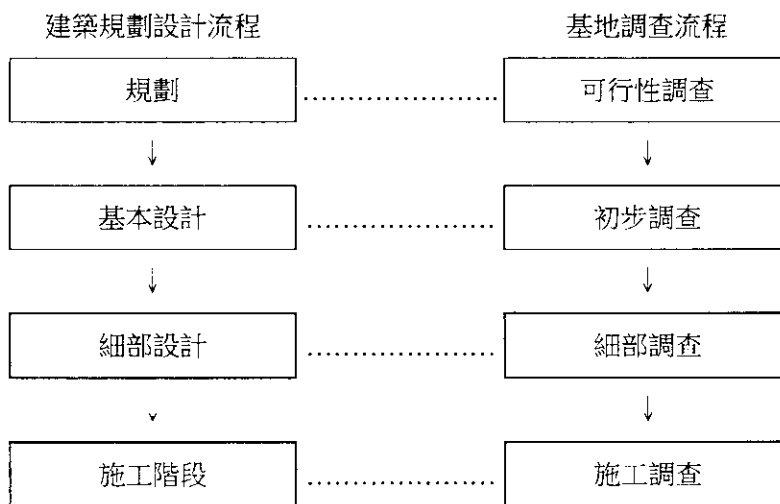 建築規劃設計流程 基地調查流程
規劃 可行性調查
基本設計 初步調查
細部設計 細部調查
施工階段 施工調查